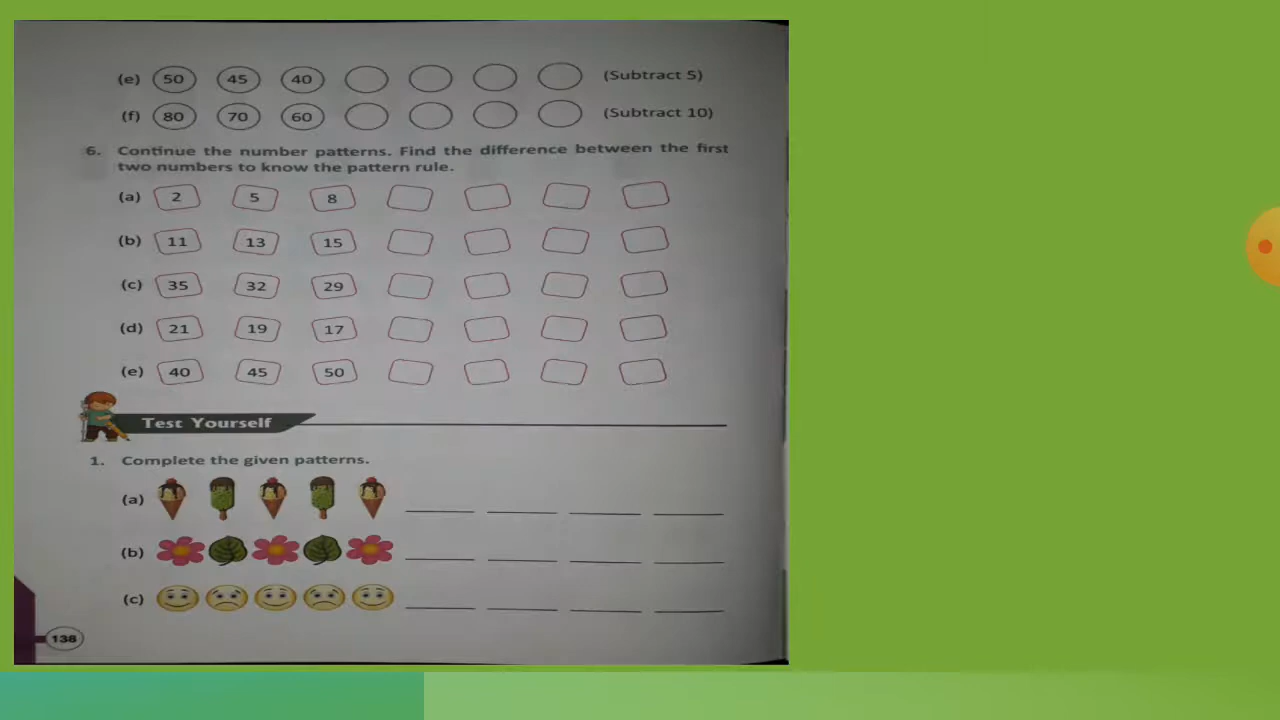 (e) 50 45 40 (Subtract 5)
(f) 80 70 60 (Subtract 10)
6. Continue the number patterns. Find the difference between the first
two numbers to know the pattern rule.
(a) 2 5 8
(b) 11 13 15
(c) 35 32 29
(d) 21 19 17
(e) 40 45 50
Test Yourself
1. Complete the given patterns.
(a)
(b)
(c)
138